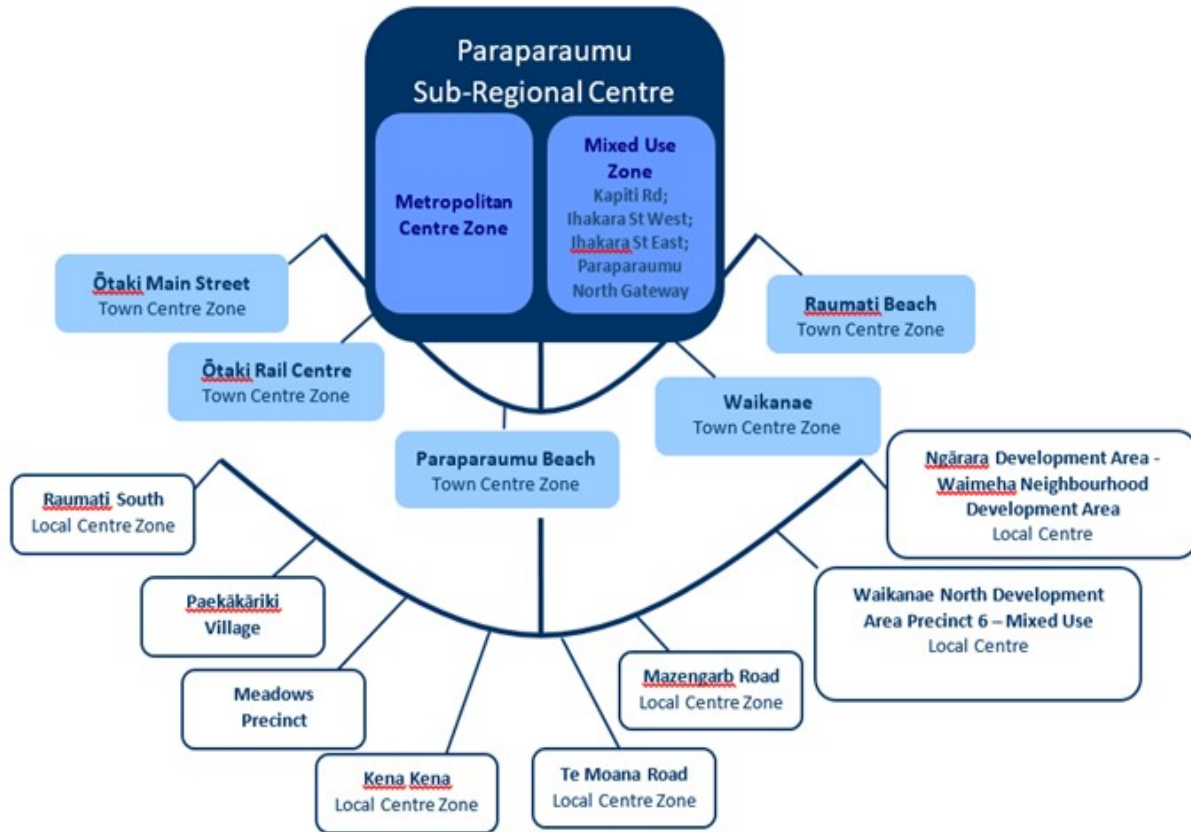 Paraparaumu
Sub-Regional Centre
Metropolitan
Centre Zone
Mixed Use
Zone
Kapiti Rd;
Ihakara St West;
Ihakara St East;
Paraparaumu
North Gateway
Ōtaki Main Street
Town Centre Zone
Ōtaki Rail Centre
Town Centre Zone
Paraparaumu Beach
Town Centre Zone
Waikanae
Town Centre Zone
Raumati Beach
Town Centre Zone
Raumati South
Local Centre Zone
Paekākāriki
Village
Meadows
Precinct
Kena Kena
Local Centre Zone
Te Moana Road
Local Centre Zone
Mazengarb Road
Local Centre Zone
Waikanae North Development
Area Precinct 6 – Mixed Use
Local Centre
Ngārara Development Area -
Waimeha Neighbourhood
Development Area
Local Centre